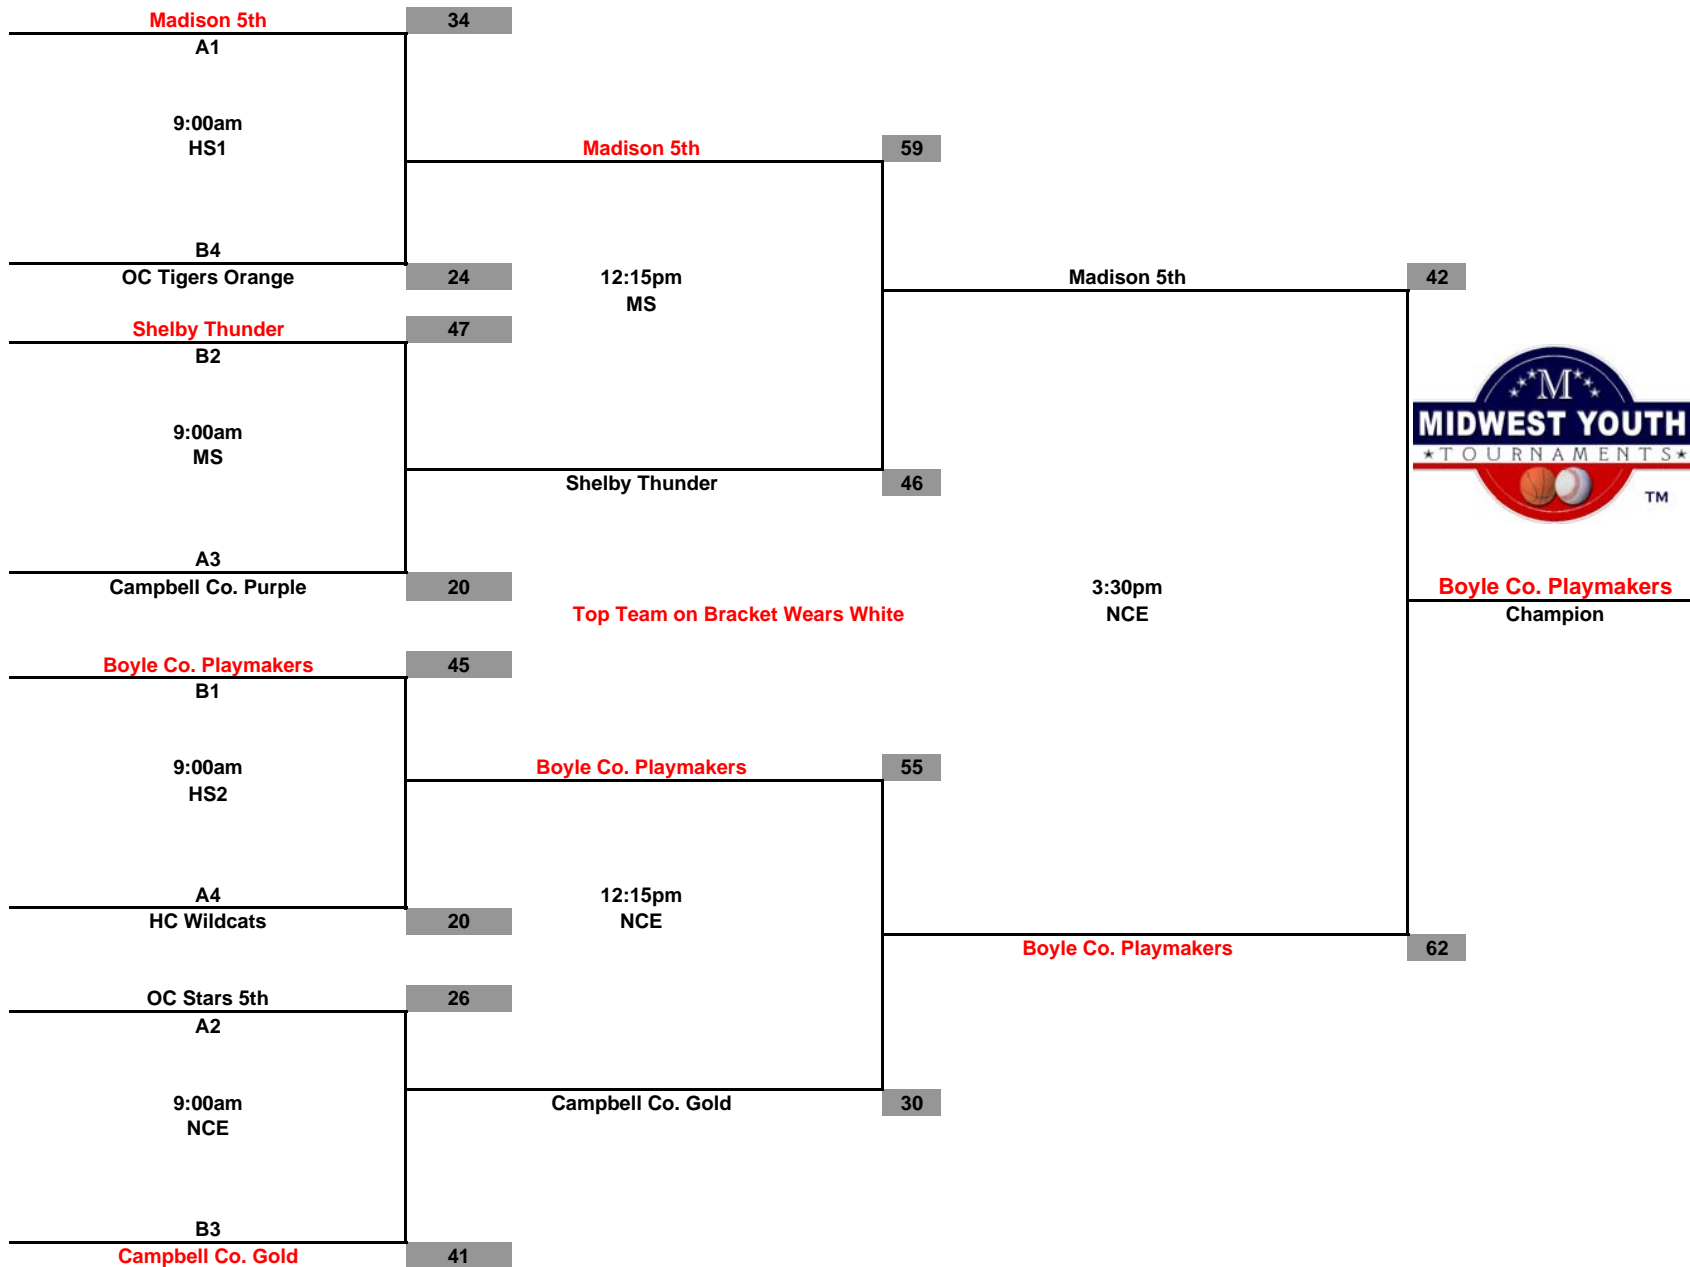 Madison 5th 34
A1
9:00am
HS1
Madison 5th 59
B4
OC Tigers Orange 24
12:15pm
MS
Madison 5th 42
Shelby Thunder 47
B2
9:00am
MS
Shelby Thunder 46
A3
Campbell Co. Purple 20
Top Team on Bracket Wears White
3:30pm
NCE
M
MIDWEST YOUTH
★TOURNAMENTS★
TM
Boyle Co. Playmakers
Champion
Boyle Co. Playmakers 45
B1
9:00am
HS2
Boyle Co. Playmakers 55
A4
HC Wildcats 20
12:15pm
NCE
Boyle Co. Playmakers 62
OC Stars 5th 26
A2
9:00am
NCE
Campbell Co. Gold 30
B3
Campbell Co. Gold 41